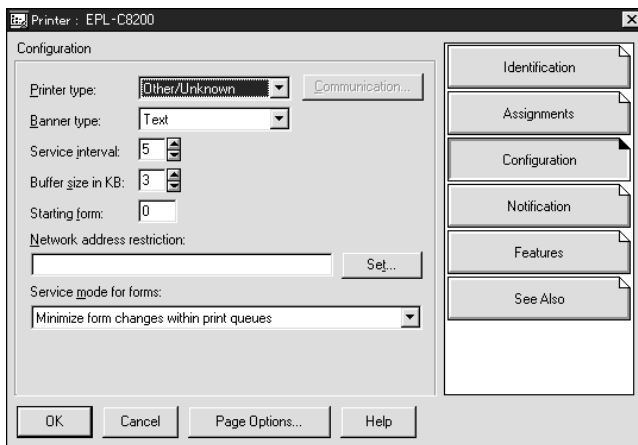 Printer : EPL-C8200
Configuration
Printer type: Other/Unknown Communication...
Banner type: Text
Service interval: 5
Buffer size in KB: 3
Starting form: 0
Network address restriction:
Set...
Service mode for forms:
Minimize form changes within print queues
OK Cancel Page Options... Help
Identification
Assignments
Configuration
Notification
Features
See Also